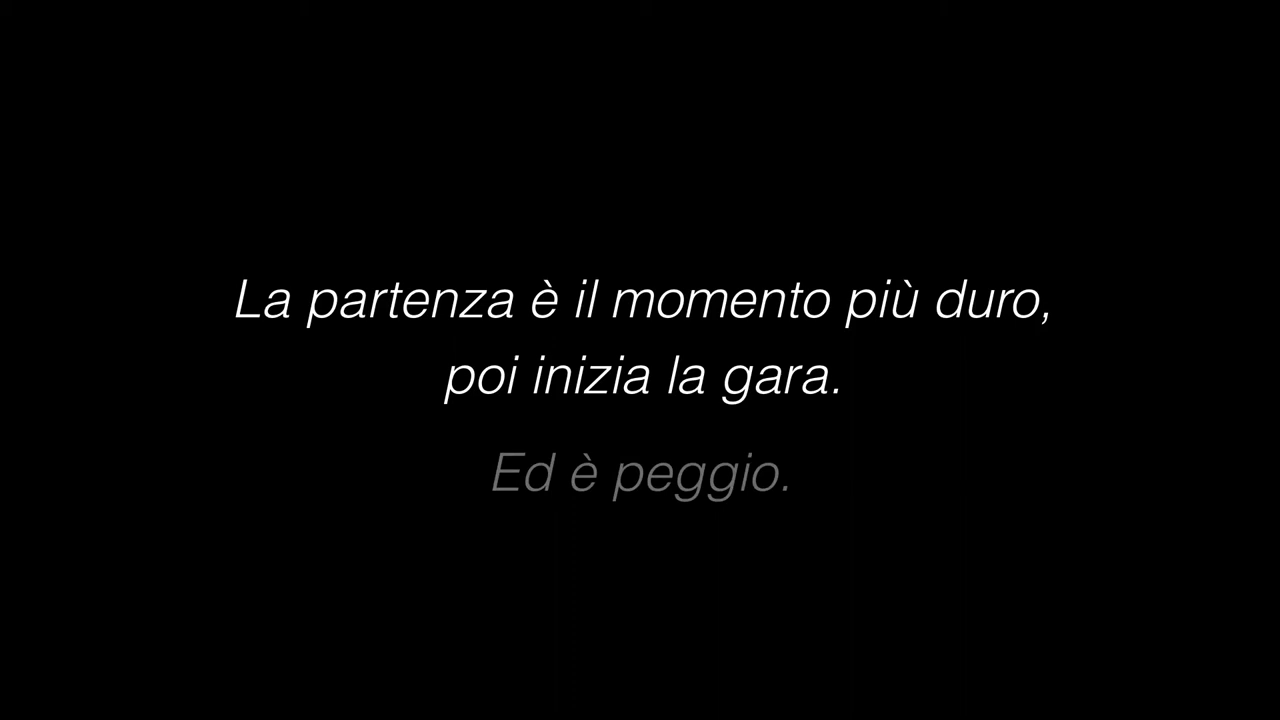 La partenza è il momento più duro,
poi inizia la gara.
Ed è peggio.